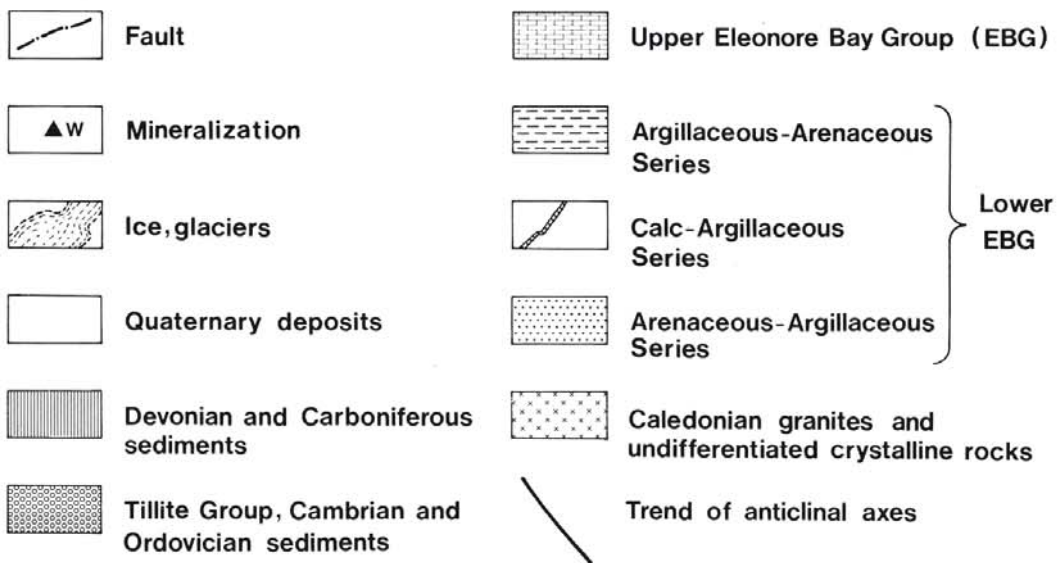 Fault
▲W Mineralization
Ice, glaciers
Quaternary deposits
Devonian and Carboniferous
sediments
Tillite Group, Cambrian and
Ordovician sediments
Upper Eleonore Bay Group (EBG)
Argillaceous-Arenaceous
Series
Calc-Argillaceous
Series
Arenaceous-Argillaceous
Series
Lower
EBG
Caledonian granites and
undifferentiated crystalline rocks
Trend of anticlinal axes